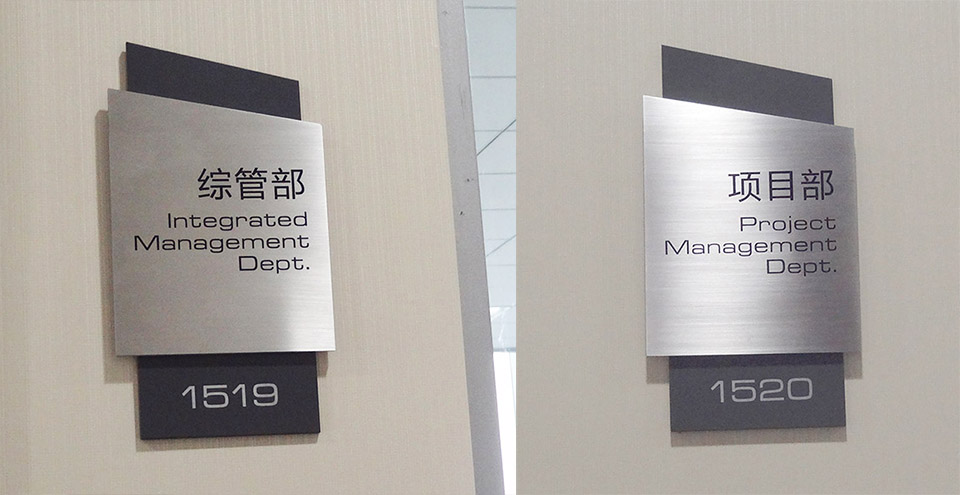 综管部
Integrated
Management
Dept.
1519
项目部
Project
Management
Dept.
1520